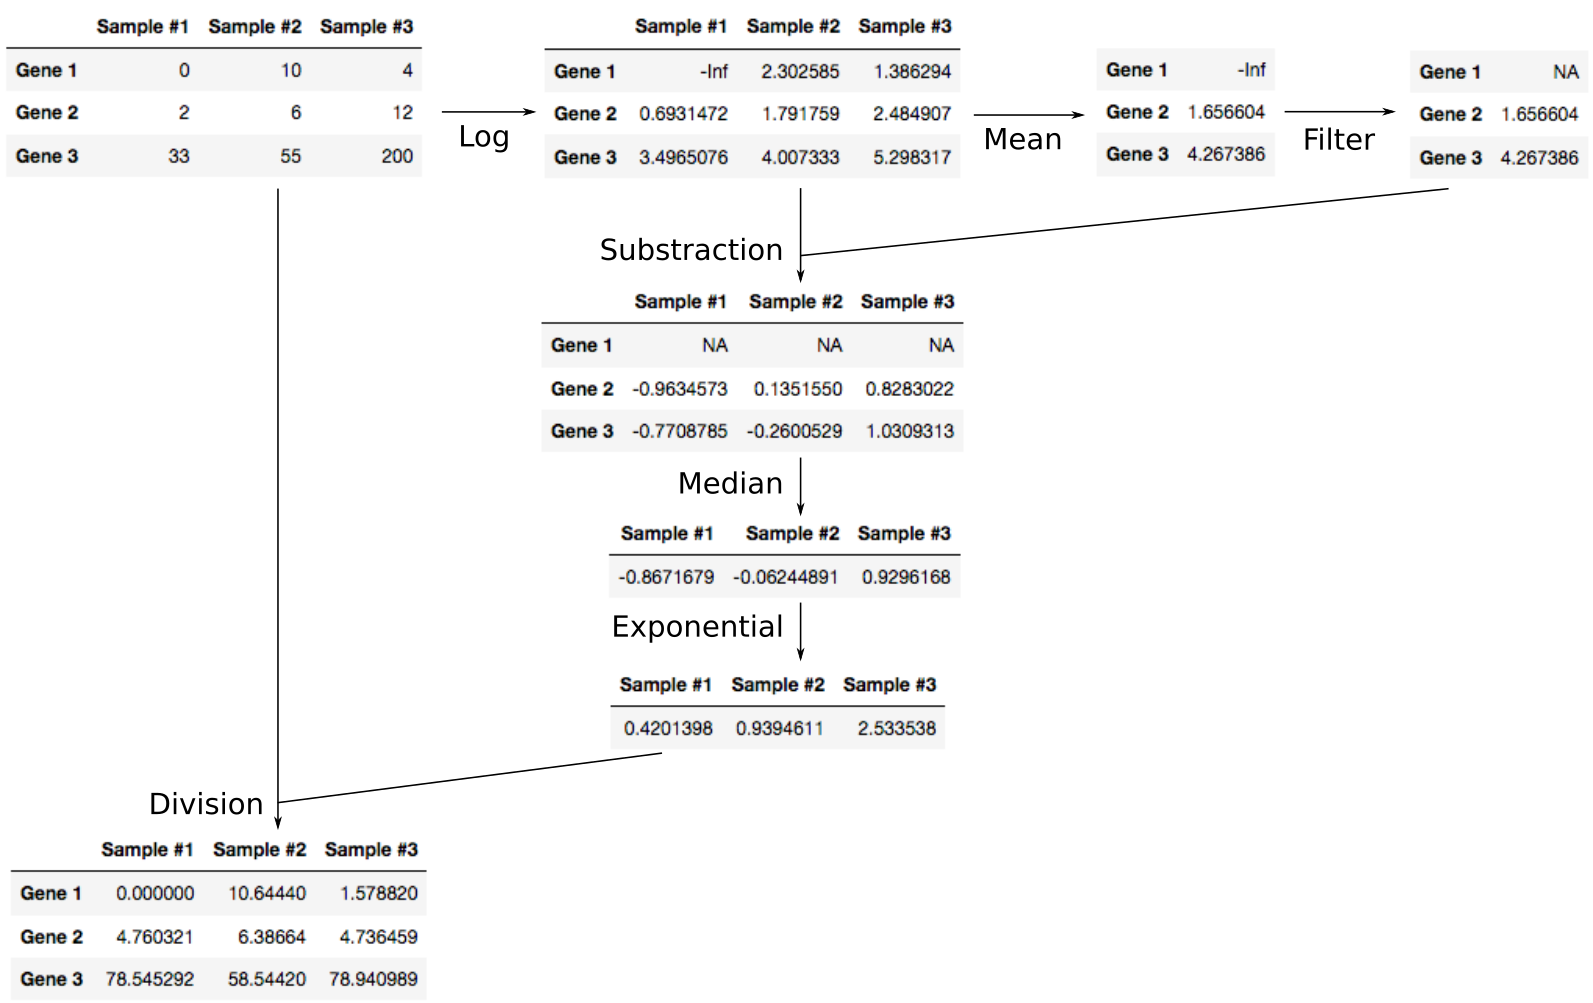 Sample #1 Sample #2 Sample #3
Gene 1 0 10 4
Gene 2 2 6 12
Gene 3 33 55 200
Log
Sample #1 Sample #2 Sample #3
Gene 1 -Inf 2.302585 1.386294
Gene 2 0.6931472 1.791759 2.484907
Gene 3 3.4965076 4.007333 5.298317
Mean
Gene 1 -Inf
Gene 2 1.656604
Gene 3 4.267386
Filter
Gene 1 NA
Gene 2 1.656604
Gene 3 4.267386
Substraction
Sample #1 Sample #2 Sample #3
Gene 1 NA NA NA
Gene 2 -0.9634573 0.1351550 0.8283022
Gene 3 -0.7708785 -0.2600529 1.0309313
Median
Sample #1 Sample #2 Sample #3
-0.8671679 -0.06244891 0.9296168
Exponential
Sample #1 Sample #2 Sample #3
0.4201398 0.9394611 2.533538
Division
Sample #1 Sample #2 Sample #3
Gene 1 0.000000 10.64440 1.578820
Gene 2 4.760321 6.38664 4.736459
Gene 3 78.545292 58.54420 78.940989